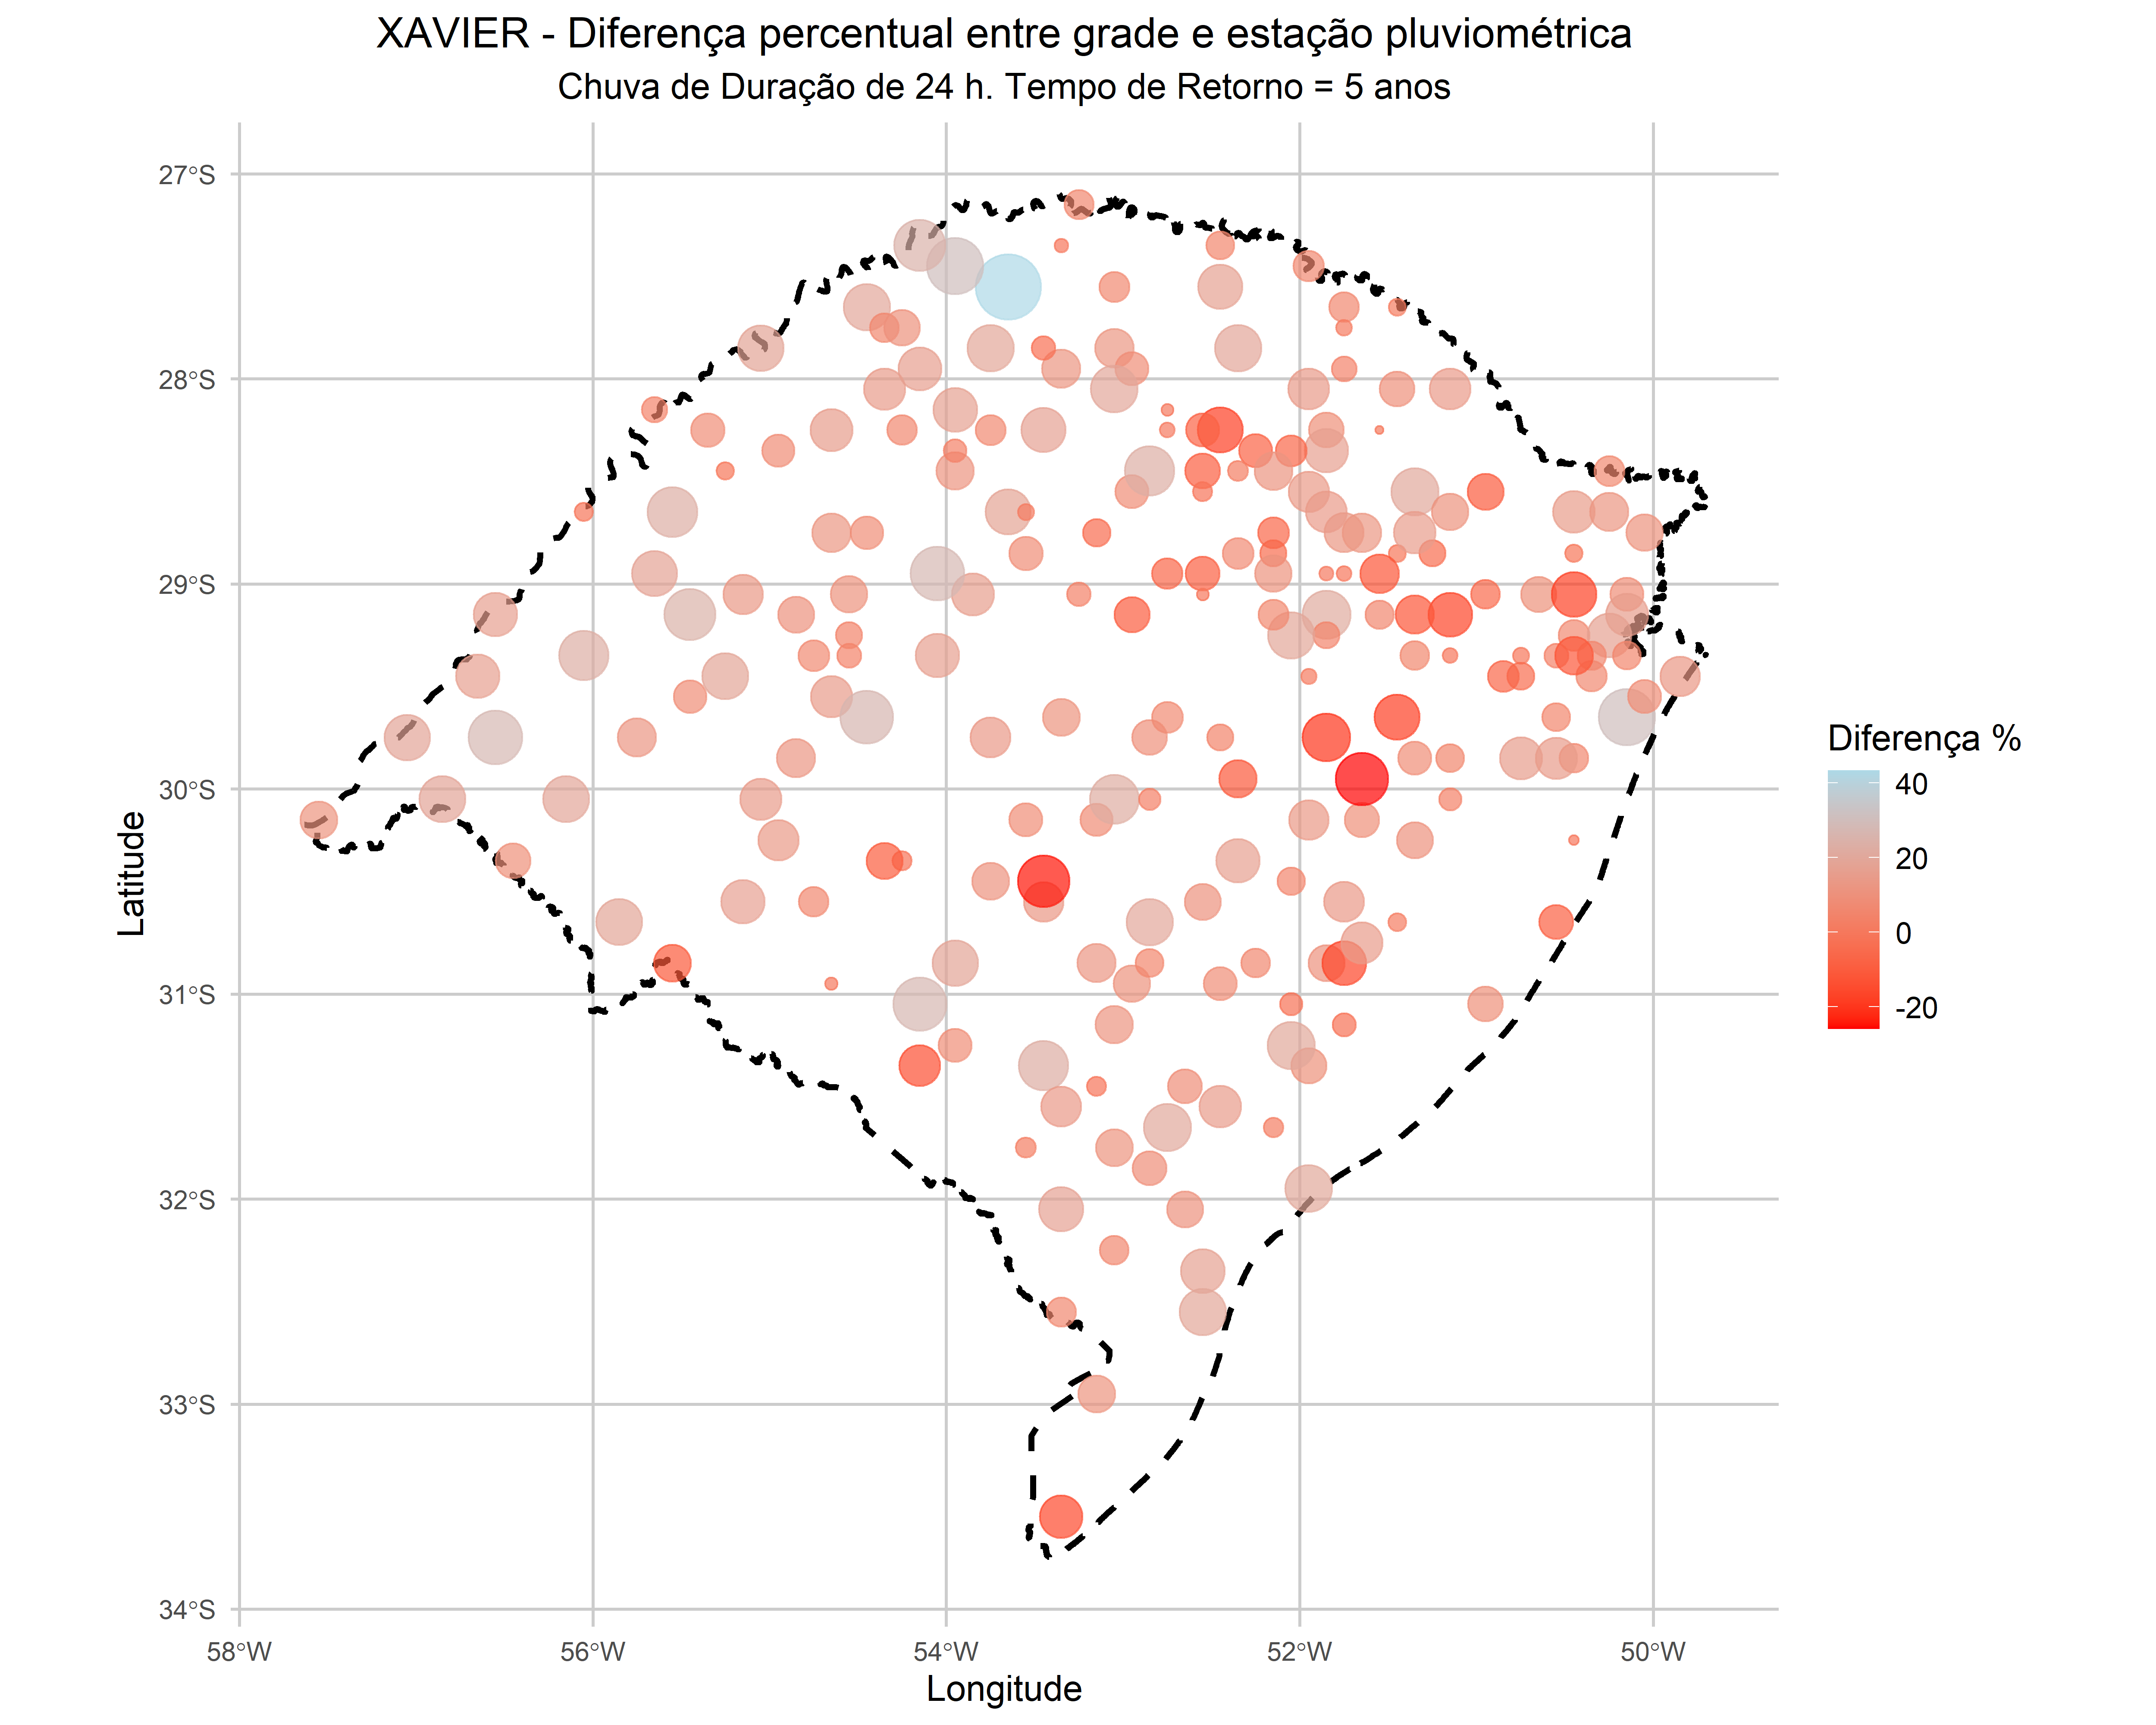 XAVIER - Diferença percentual entre grade e estação pluviométrica
Chuva de Duração de 24 h. Tempo de Retorno = 5 anos
27°S
28°S
29°S
30°S
31°S
32°S
33°S
34°S
Latitude
58°W
56°W
54°W
52°W
50°W
Longitude
Diferença %
40
20
0
-20